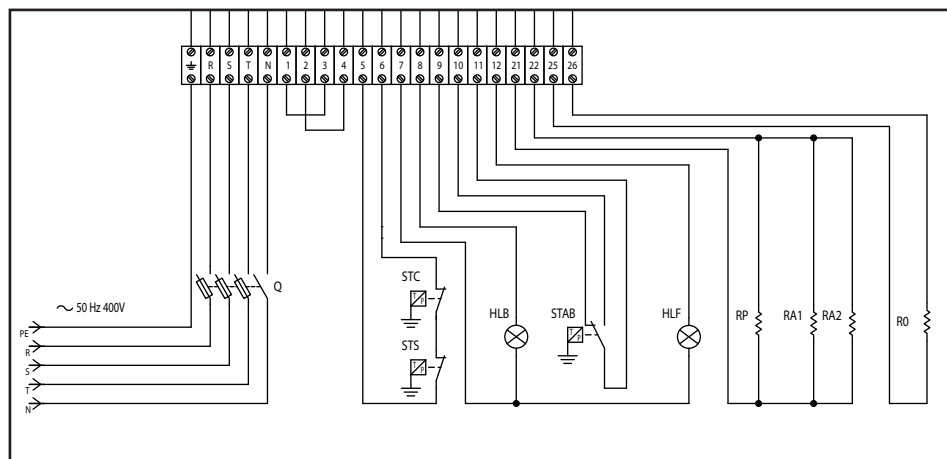 R S T N 1 2 3 4 5 6 7 8 9 10 11 12 21 22 25 26
STC
T P
Q
~ 50 Hz 400V
HLB STAB HLF RP RA1 RA2 R0
PE
T P
R
STS
S
T P
T
N